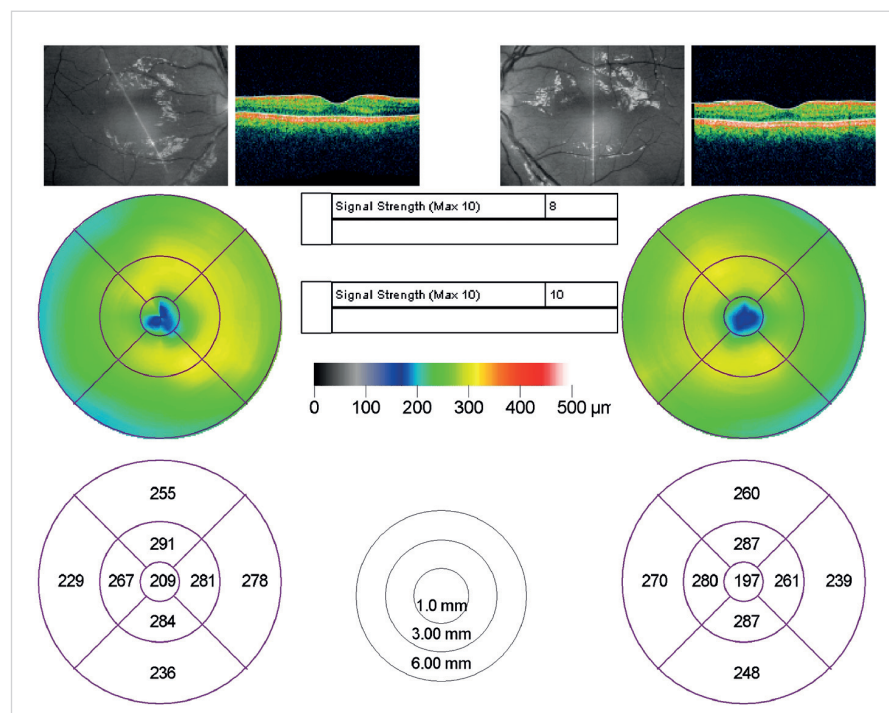 Signal Strength (Max 10) 8
Signal Strength (Max 10) 10
0 100 200 300 400 500 µm
255
291
229 267 209 281 278
284
236
1.0 mm
3.00 mm
6.00 mm
260
287
270 280 197 261 239
287
248